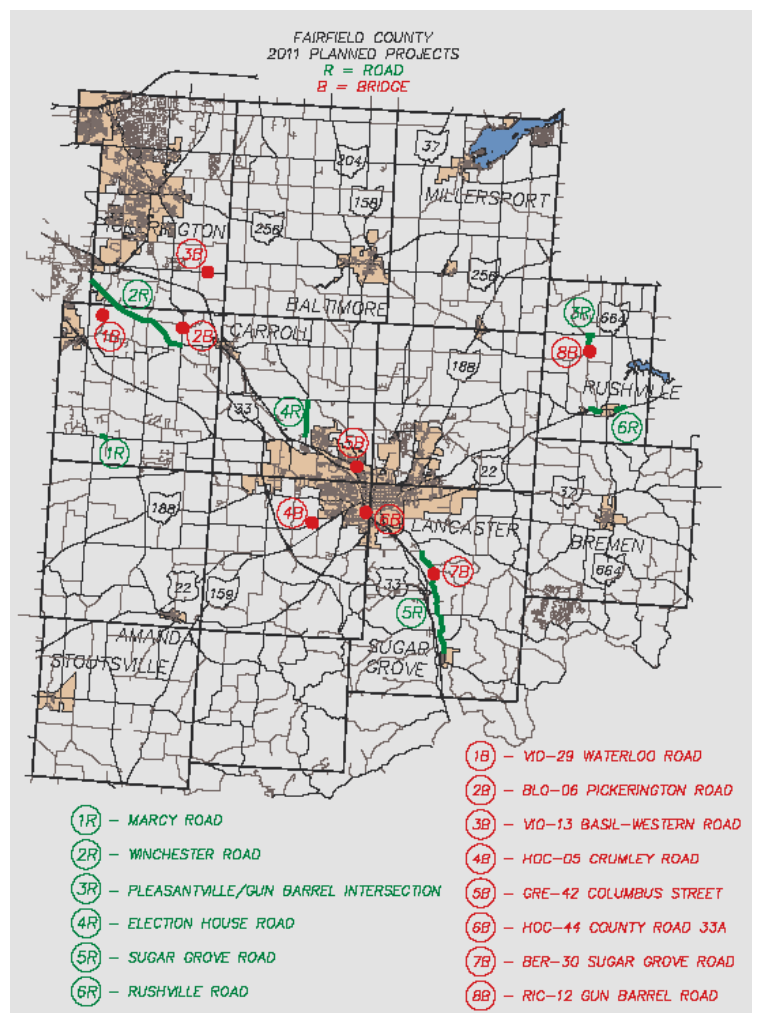 FAIRFIELD COUNTY
2011 PLANNED PROJECTS
R = ROAD
B = BRIDGE
37
204
MILLERSPORT
158
PICKERINGTON
256
3B
256
2R
BALTIMORE
3R
664
1B
2B
CARROLL
8B
188
RUSHVILLE
33
4R
6R
5B
1R
22
37
188
4B
6B
LANCASTER
BREMEN
7B
664
22
159
33
5R
AMANDA
SUGAR
GROVE
STOUTSVILLE
1B - VIO-29 WATERLOO ROAD
2B - BLO-06 PICKERINGTON ROAD
3B - VIO-13 BASIL-WESTERN ROAD
4B - HOC-05 CRUMLEY ROAD
5B - GRE-42 COLUMBUS STREET
6B - HOC-44 COUNTY ROAD 33A
7B - BER-30 SUGAR GROVE ROAD
8B - RIC-12 GUN BARREL ROAD
1R - MARCY ROAD
2R - WINCHESTER ROAD
3R - PLEASANTVILLE/GUN BARREL INTERSECTION
4R - ELECTION HOUSE ROAD
5R - SUGAR GROVE ROAD
6R - RUSHVILLE ROAD